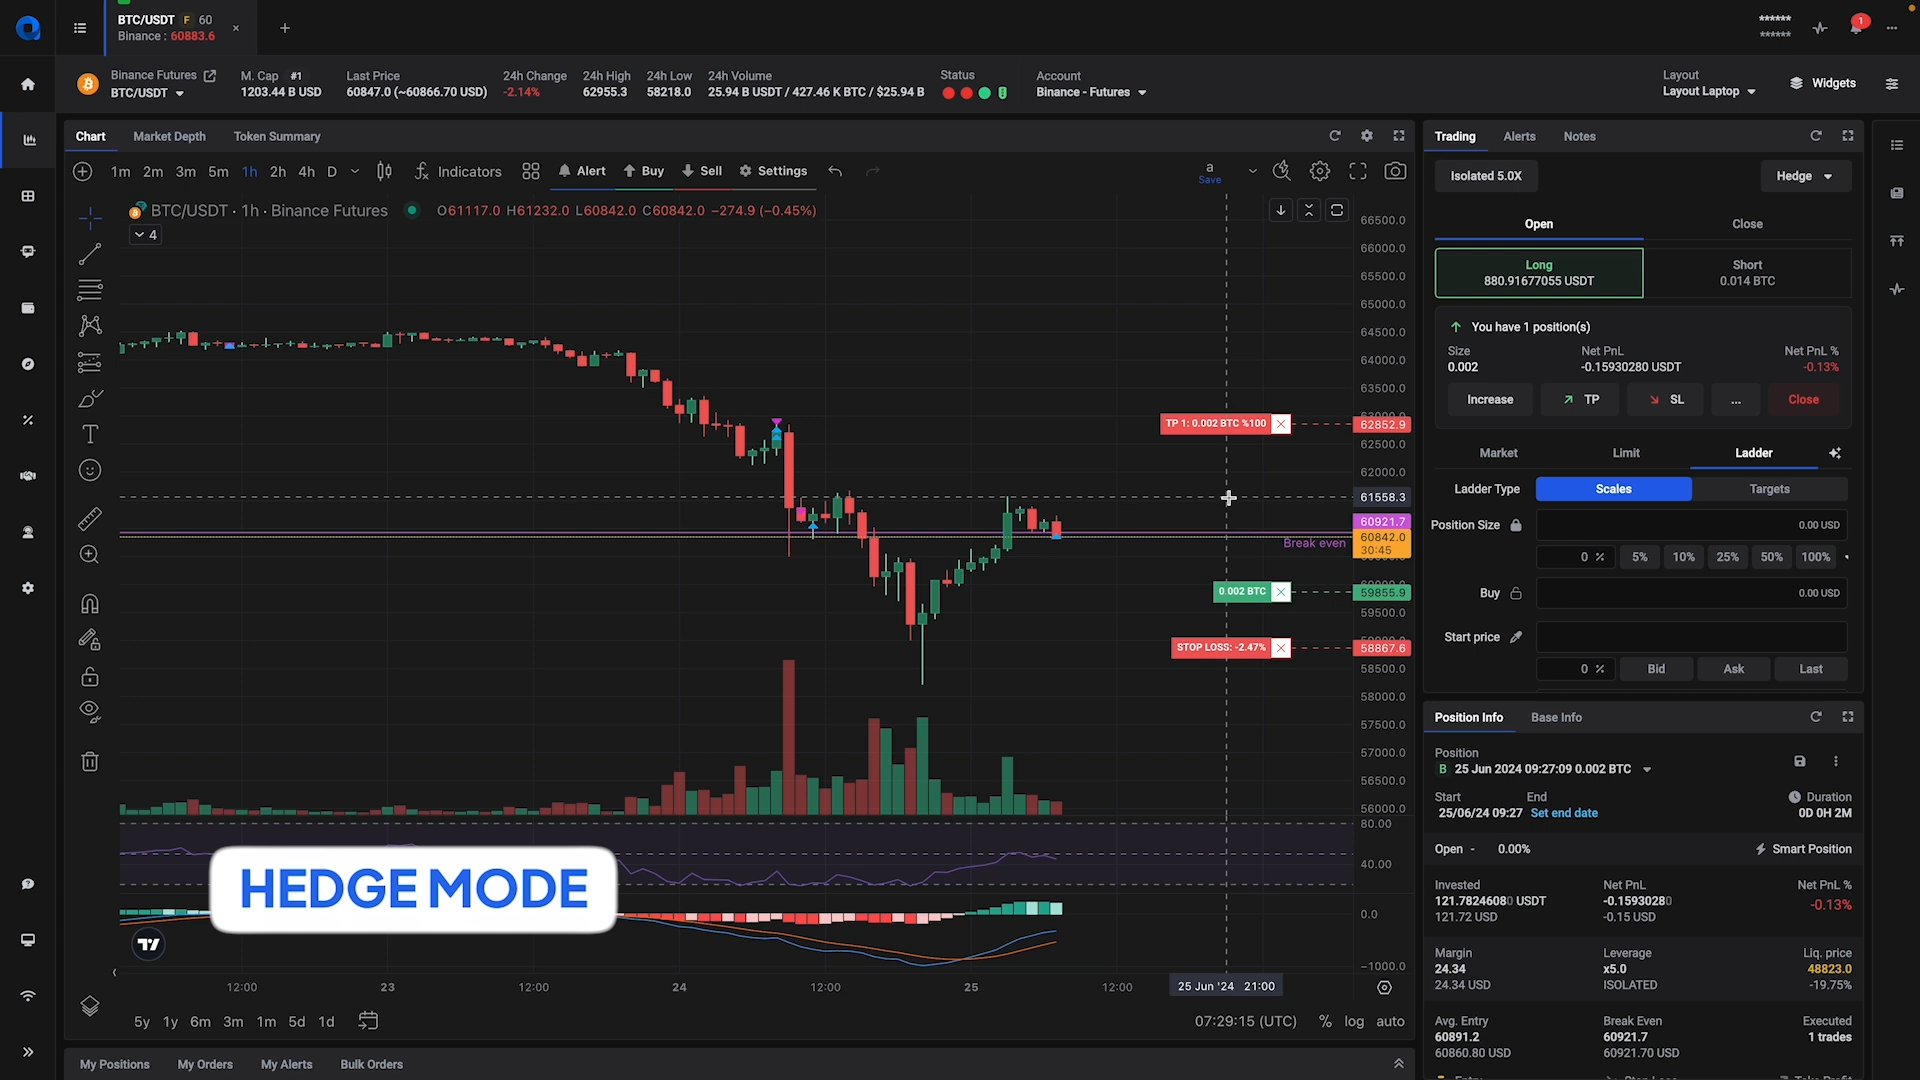 BTC/USDT F 60
Binance : 60883.6
******
******
1
Binance Futures
BTC/USDT
M. Cap #1
1203.44 B USD
Last Price
60847.0 (~60866.70 USD)
24h Change
-2.14%
24h High
62955.3
24h Low
58218.0
24h Volume
25.94 B USDT / 427.46 K BTC / $25.94 B
Status
Account
Binance - Futures
Layout
Layout Laptop
Widgets
Chart
Market Depth
Token Summary
1m 2m 3m 5m 1h 2h 4h D
Indicators
Alert
Buy
Sell
Settings
a
Save
BTC/USDT · 1h · Binance Futures
O61117.0 H61232.0 L60842.0 C60842.0 −274.9 (−0.45%)
4
66500.0
66000.0
65500.0
65000.0
64500.0
64000.0
63500.0
TP 1: 0.002 BTC %100
62852.9
62500.0
62000.0
61558.3
60921.7
Break even
60842.0
30:45
0.002 BTC
59855.9
59500.0
STOP LOSS: -2.47%
58867.6
58500.0
58000.0
57500.0
57000.0
56500.0
56000.0
80.00
40.00
0.0
−1000.0
HEDGE MODE
12:00
23
12:00
24
12:00
25
12:00
25 Jun '24 21:00
5y 1y 6m 3m 1m 5d 1d
07:29:15 (UTC)
% log auto
My Positions
My Orders
My Alerts
Bulk Orders
Trading
Alerts
Notes
Isolated 5.0X
Hedge
Open
Close
Long
880.91677055 USDT
Short
0.014 BTC
You have 1 position(s)
Size
0.002
Net PnL
-0.15930280 USDT
Net PnL %
-0.13%
Increase
TP
SL
...
Close
Market
Limit
Ladder
Ladder Type
Scales
Targets
Position Size
0.00 USD
0 %
5%
10%
25%
50%
100%
Buy
0.00 USD
Start price
0 %
Bid
Ask
Last
Position Info
Base Info
Position
B 25 Jun 2024 09:27:09 0.002 BTC
Start
25/06/24 09:27
End
Set end date
Duration
0D 0H 2M
Open - 0.00%
Smart Position
Invested
121.78246080 USDT
121.72 USD
Net PnL
-0.15930280
-0.15 USD
Net PnL %
-0.13%
Margin
24.34
24.34 USD
Leverage
x5.0
ISOLATED
Liq. price
48823.0
-19.75%
Avg. Entry
60891.2
60860.80 USD
Break Even
60921.7
60921.70 USD
Executed
1 trades